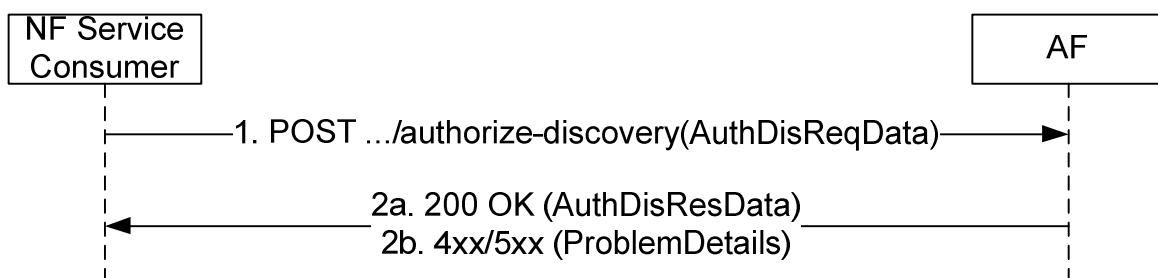 NF Service
Consumer
AF
1. POST .../authorize-discovery(AuthDisReqData)
2a. 200 OK (AuthDisResData)
2b. 4xx/5xx (ProblemDetails)